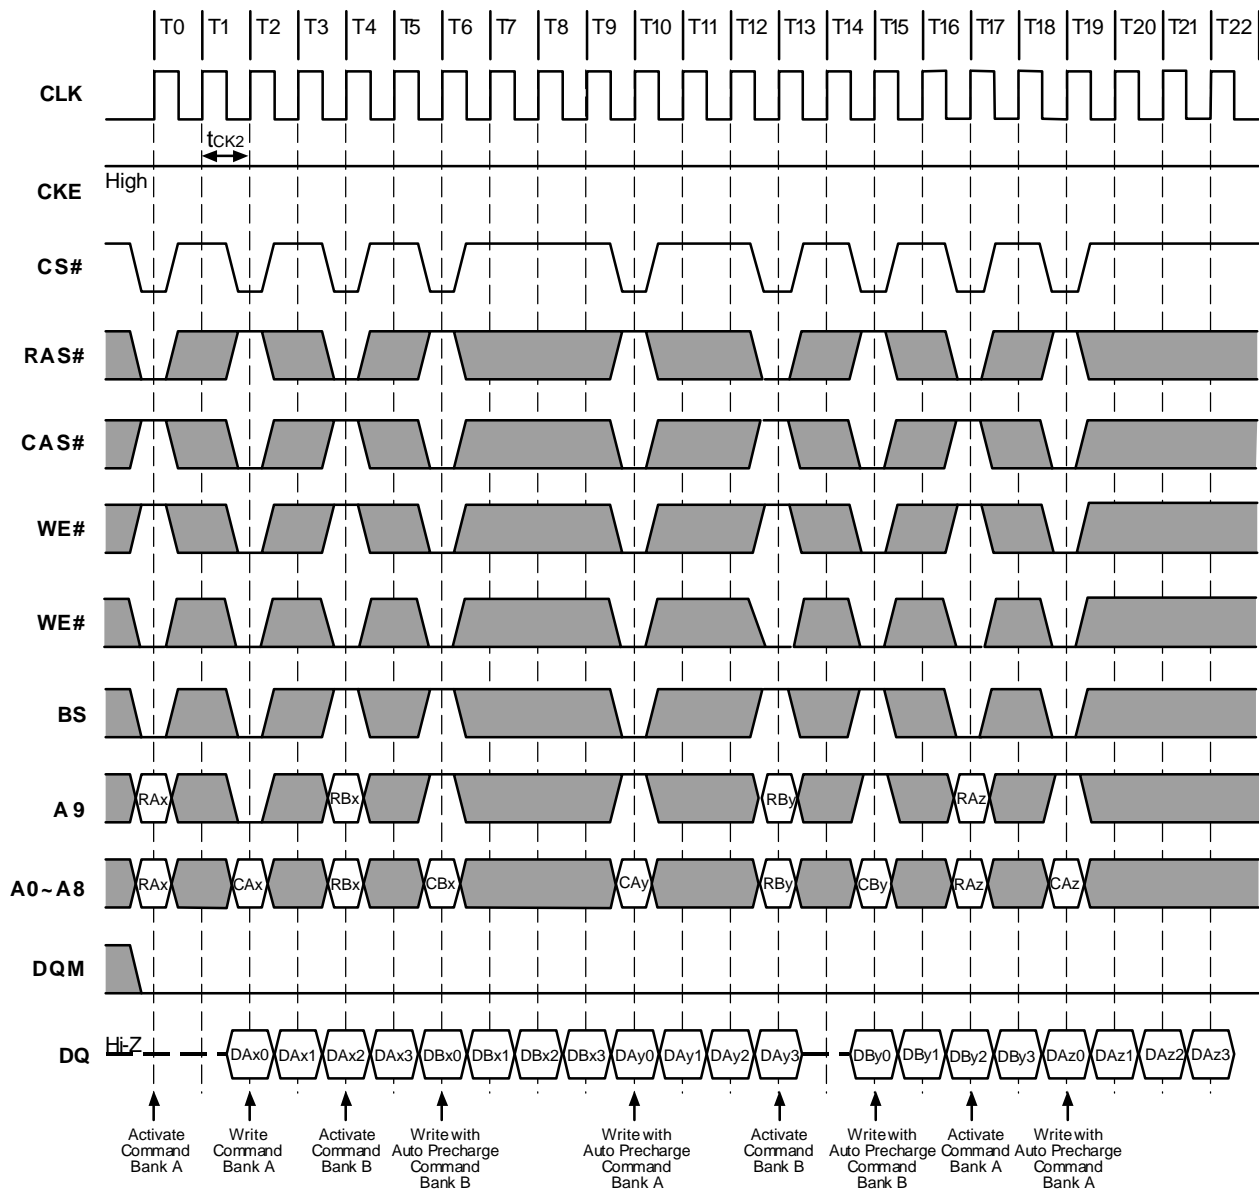 T0 T1 T2 T3 T4 T5 T6 T7 T8 T9 T10 T11 T12 T13 T14 T15 T16 T17 T18 T19 T20 T21 T22
CLK
tCK2
High
CKE
CS#
RAS#
CAS#
WE#
WE#
BS
A9 RAx RBx RBy RAz
A0~A8 RAx CAx RBx CBx CAy RBy CBy RAz CAz
DQM
Hi-Z
DQ DAx0 DAx1 DAx2 DAx3 DBx0 DBx1 DBx2 DBx3 DAy0 DAy1 DAy2 DAy3 DBy0 DBy1 DBy2 DBy3 DAz0 DAz1 DAz2 DAz3
Activate
Command
Bank A
Write
Command
Bank A
Activate
Command
Bank B
Write with
Auto Precharge
Command
Bank B
Write with
Auto Precharge
Command
Bank A
Activate
Command
Bank B
Write with
Auto Precharge
Command
Bank B
Activate
Command
Bank A
Write with
Auto Precharge
Command
Bank A